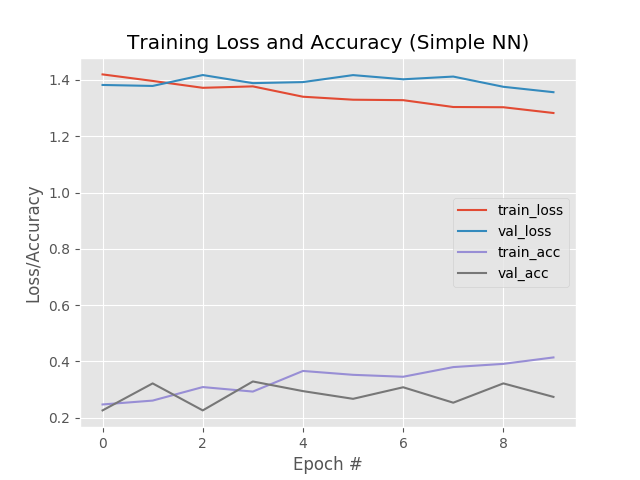 Training Loss and Accuracy (Simple NN)
Loss/Accuracy
1.4
1.2
1.0
0.8
0.6
0.4
0.2
train_loss
val_loss
train_acc
val_acc
0 2 4 6 8
Epoch #